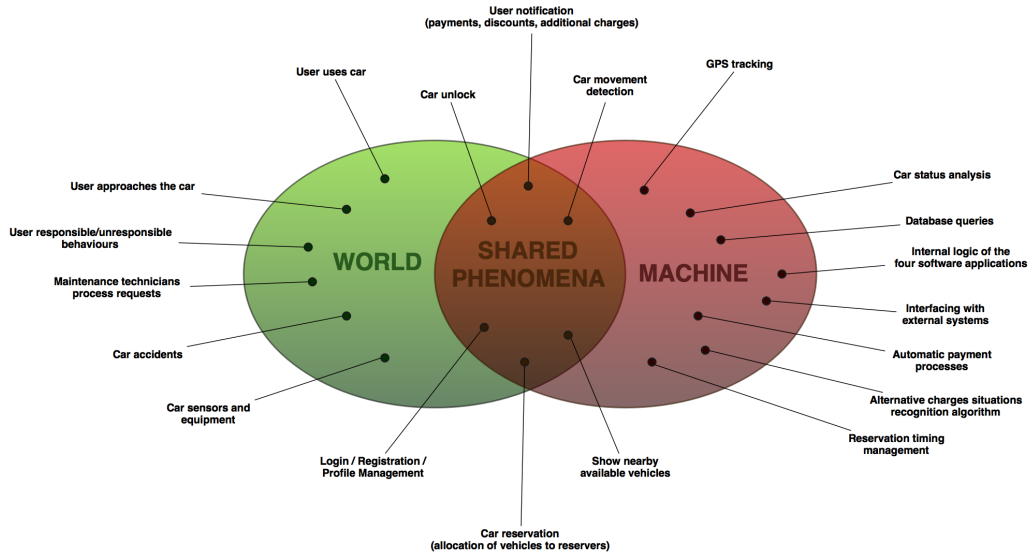 User notification
(payments, discounts, additional charges)
User uses car
Car unlock
Car movement
detection
GPS tracking
User approaches the car
Car status analysis
User responsible/unresponsible
behaviours
Database queries
Internal logic of the
four software applications
WORLD
SHARED
PHENOMENA
MACHINE
Maintenance technicians
process requests
Interfacing with
external systems
Car accidents
Automatic payment
processes
Car sensors and
equipment
Alternative charges situations
recognition algorithm
Reservation timing
management
Login / Registration /
Profile Management
Show nearby
available vehicles
Car reservation
(allocation of vehicles to reservers)